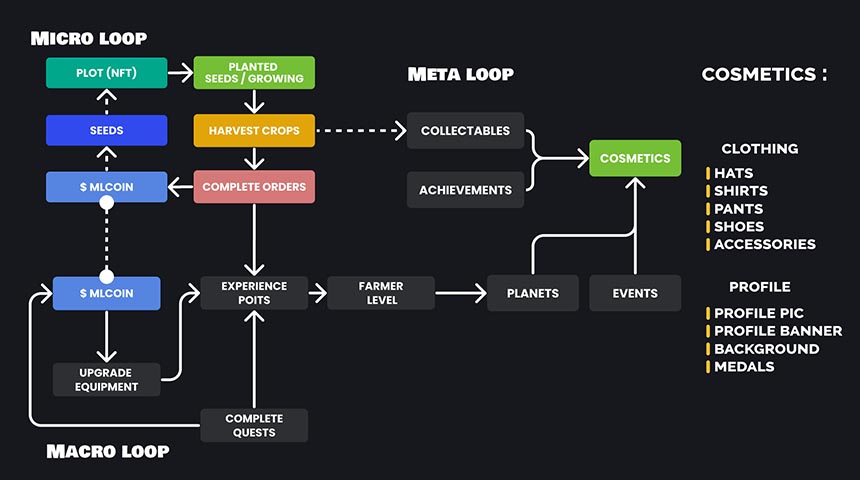 MICRO LOOP
PLOT (NFT)
PLANTED
SEEDS / GROWING
SEEDS
HARVEST CROPS
$ MLCOIN
COMPLETE ORDERS
META LOOP
COLLECTABLES
ACHIEVEMENTS
COSMETICS
$ MLCOIN
EXPERIENCE
POITS
FARMER
LEVEL
PLANETS
EVENTS
UPGRADE
EQUIPMENT
COMPLETE
QUESTS
MACRO LOOP
COSMETICS :
CLOTHING
HATS
SHIRTS
PANTS
SHOES
ACCESSORIES
PROFILE
PROFILE PIC
PROFILE BANNER
BACKGROUND
MEDALS